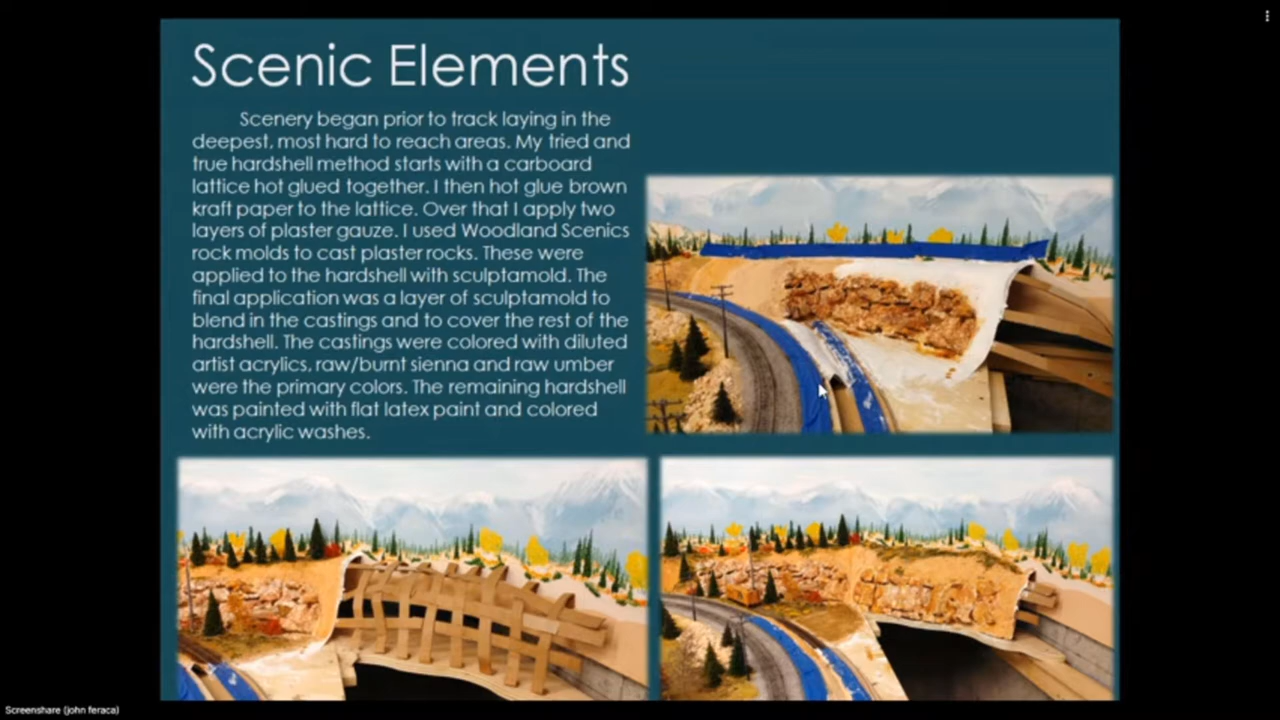 Scenic Elements
Scenery began prior to track laying in the
deepest, most hard to reach areas. My tried and
true hardshell method starts with a carboard
lattice hot glued together. I then hot glue brown
kraft paper to the lattice. Over that I apply two
layers of plaster gauze. I used Woodland Scenics
rock molds to cast plaster rocks. These were
applied to the hardshell with sculptamold. The
final application was a layer of sculptamold to
blend in the castings and to cover the rest of the
hardshell. The castings were colored with diluted
artist acrylics, raw/burnt sienna and raw umber
were the primary colors. The remaining hardshell
was painted with flat latex paint and colored
with acrylic washes.
Screenshare (john feraca)